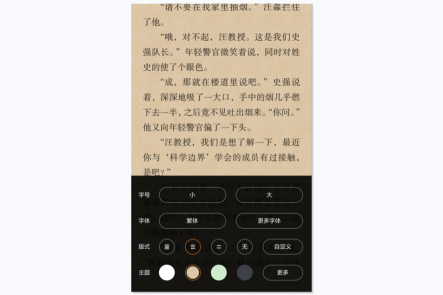 “请不要在我家里抽烟。”汪淼拦住
了他。
“哦，对不起，汪教授。这是我们史
强队长。”年轻警官微笑着说，同时对姓
史的使了个眼色。
“成，那就在楼道里说吧。”史强说
着，深深地吸了一大口，手中的烟几乎燃
下去一半，之后竟不见吐出烟来。“你问。”
他又向年轻警官偏了一下头。
“汪教授，我们是想了解一下，最近
你与‘科学边界’学会的成员有过接触，
是吧？”
字号 小 大
字体 繁体 更多字体
版式 无 自定义
主题 更多